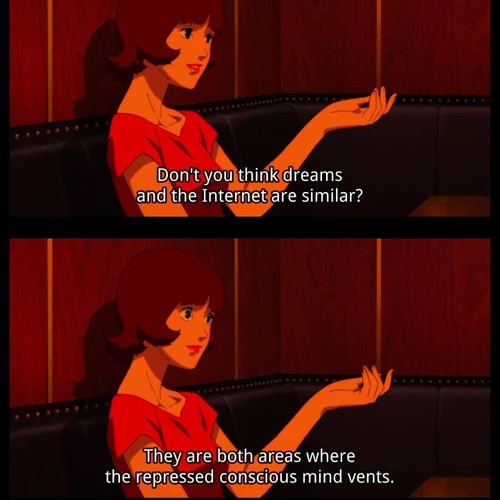 Don't you think dreams
and the Internet are similar?
They are both areas where
the repressed conscious mind vents.